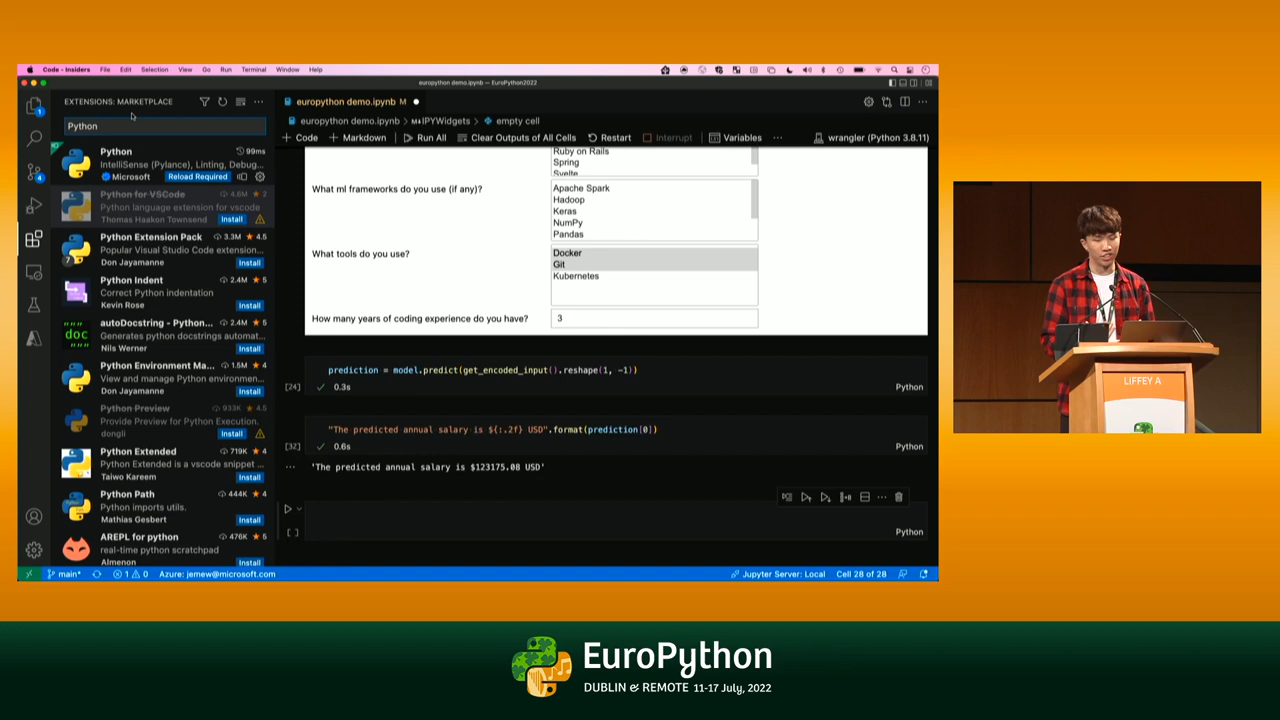 Code - Insiders File Edit Selection View Go Run Terminal Window Help
europython demo.ipynb — EuroPython2022
EXTENSIONS: MARKETPLACE
Python
Python 99ms
IntelliSense (Pylance), Linting, Debug...
Microsoft Reload Required
Python for VSCode 4.6M 2
Python language extension for vscode
Thomas Haakon Townsend Install
Python Extension Pack 3.3M 4.5
Popular Visual Studio Code extension...
Don Jayamanne Install
Python Indent 2.4M 5
Correct Python indentation
Kevin Rose Install
autoDocstring - Python... 2.4M 5
Generates python docstrings automat...
Nils Werner Install
Python Environment Ma... 1.5M 4
View and manage Python environmen...
Don Jayamanne Install
Python Preview 933K 4.5
Provide Preview for Python Execution.
dongli Install
Python Extended 719K 4
Python Extended is a vscode snippet ...
Taiwo Kareem Install
Python Path 444K 4
Python imports utils.
Mathias Gesbert Install
AREPL for python 476K 5
real-time python scratchpad
Almenon Install
europython demo.ipynb M
europython demo.ipynb > IPYWidgets > empty cell
+ Code + Markdown Run All Clear Outputs of All Cells Restart Interrupt Variables ... wrangler (Python 3.8.11)
Ruby on Rails
Spring
Svelte
What ml frameworks do you use (if any)?
Apache Spark
Hadoop
Keras
NumPy
Pandas
What tools do you use?
Docker
Git
Kubernetes
How many years of coding experience do you have? 3
prediction = model.predict(get_encoded_input().reshape(1, -1))
[24] 0.3s Python
"The predicted annual salary is ${:.2f} USD".format(prediction[0])
[32] 0.6s Python
'The predicted annual salary is $123175.08 USD'
[ ] Python
main* 1 0 Azure: jemew@microsoft.com Jupyter Server: Local Cell 28 of 28
LIFFEY A
EuroPython
DUBLIN & REMOTE 11-17 July, 2022